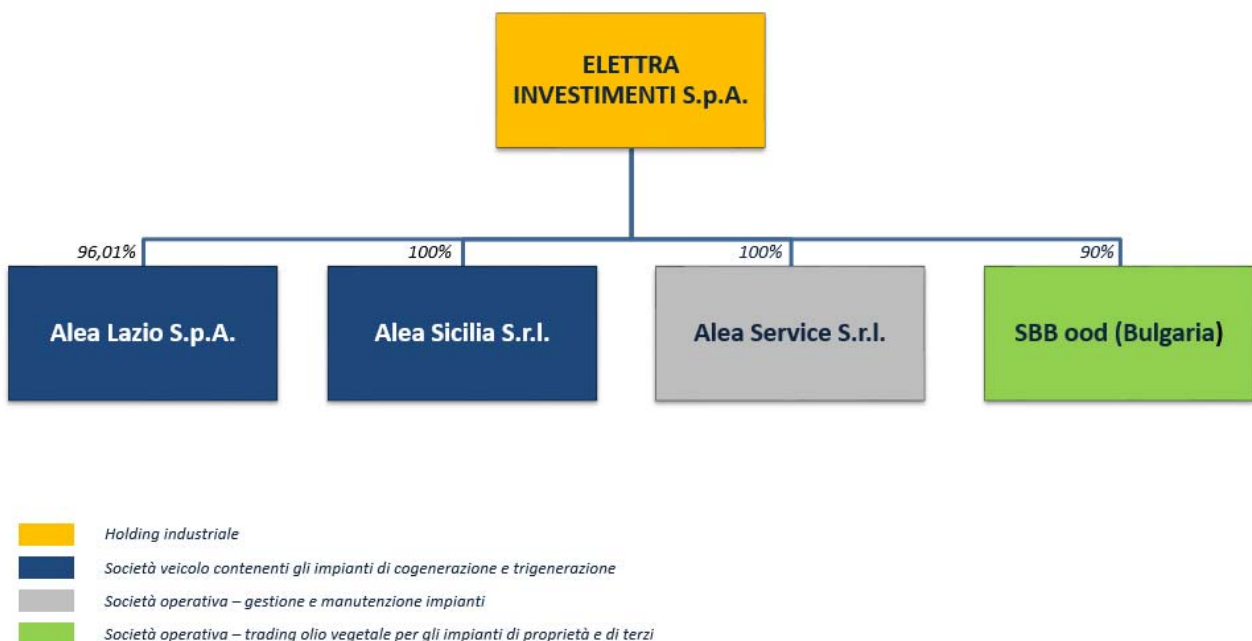 ELETTRA
INVESTIMENTI S.p.A.
96,01%
100%
100%
90%
Alea Lazio S.p.A.
Alea Sicilia S.r.l.
Alea Service S.r.l.
SBB ood (Bulgaria)
Holding industriale
Società veicolo contenenti gli impianti di cogenerazione e trigenerazione
Società operativa – gestione e manutenzione impianti
Società operativa – trading olio vegetale per gli impianti di proprietà e di terzi